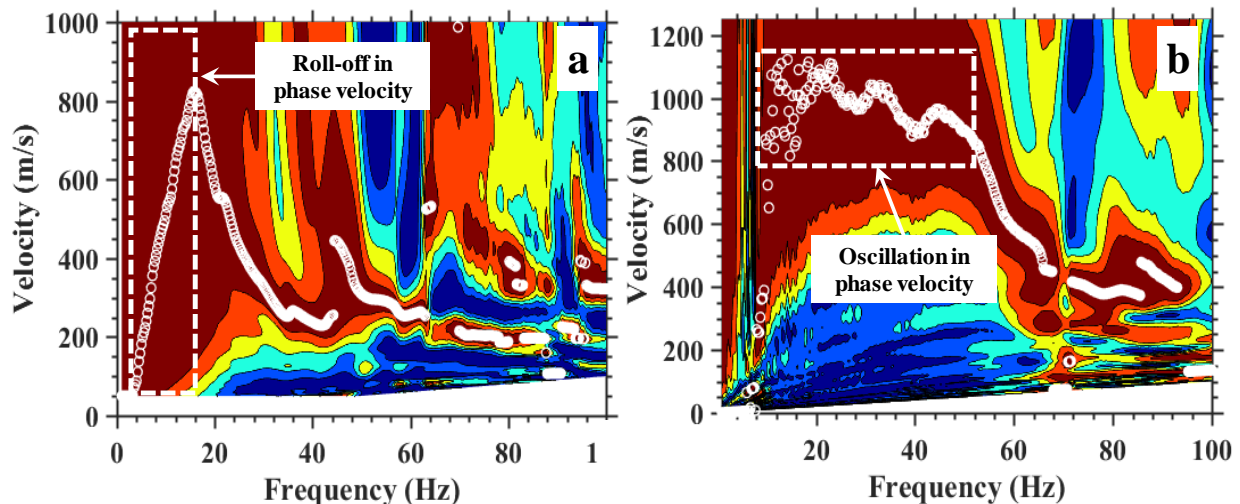 1000
800
600
400
200
0
Velocity (m/s)
Roll-off in
phase velocity
a
0
20
40
60
80
1
Frequency (Hz)
1200
1000
800
600
400
200
0
Velocity (m/s)
b
Oscillation in
phase velocity
20
40
60
80
100
Frequency (Hz)